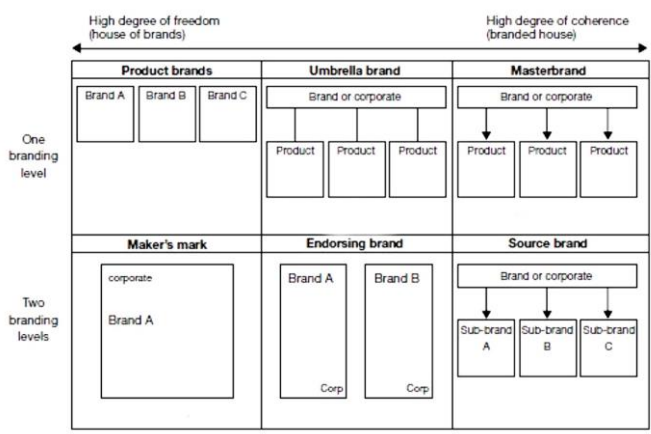 High degree of freedom
(house of brands)
High degree of coherence
(branded house)
Product brands
Umbrella brand
Masterbrand
One
branding
level
Brand A
Brand B
Brand C
Brand or corporate
Product
Product
Product
Brand or corporate
Product
Product
Product
Maker's mark
Endorsing brand
Source brand
Two
branding
levels
corporate
Brand A
Brand A
Corp
Brand B
Corp
Brand or corporate
Sub-brand
A
Sub-brand
B
Sub-brand
C